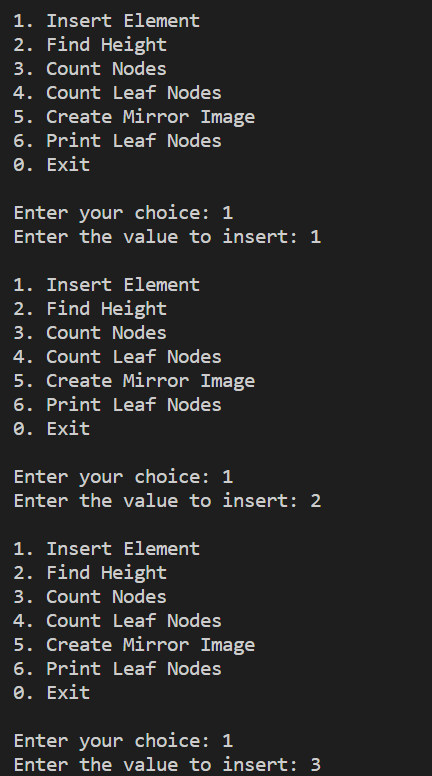 1. Insert Element
2. Find Height
3. Count Nodes
4. Count Leaf Nodes
5. Create Mirror Image
6. Print Leaf Nodes
0. Exit
Enter your choice: 1
Enter the value to insert: 1
1. Insert Element
2. Find Height
3. Count Nodes
4. Count Leaf Nodes
5. Create Mirror Image
6. Print Leaf Nodes
0. Exit
Enter your choice: 1
Enter the value to insert: 2
1. Insert Element
2. Find Height
3. Count Nodes
4. Count Leaf Nodes
5. Create Mirror Image
6. Print Leaf Nodes
0. Exit
Enter your choice: 1
Enter the value to insert: 3